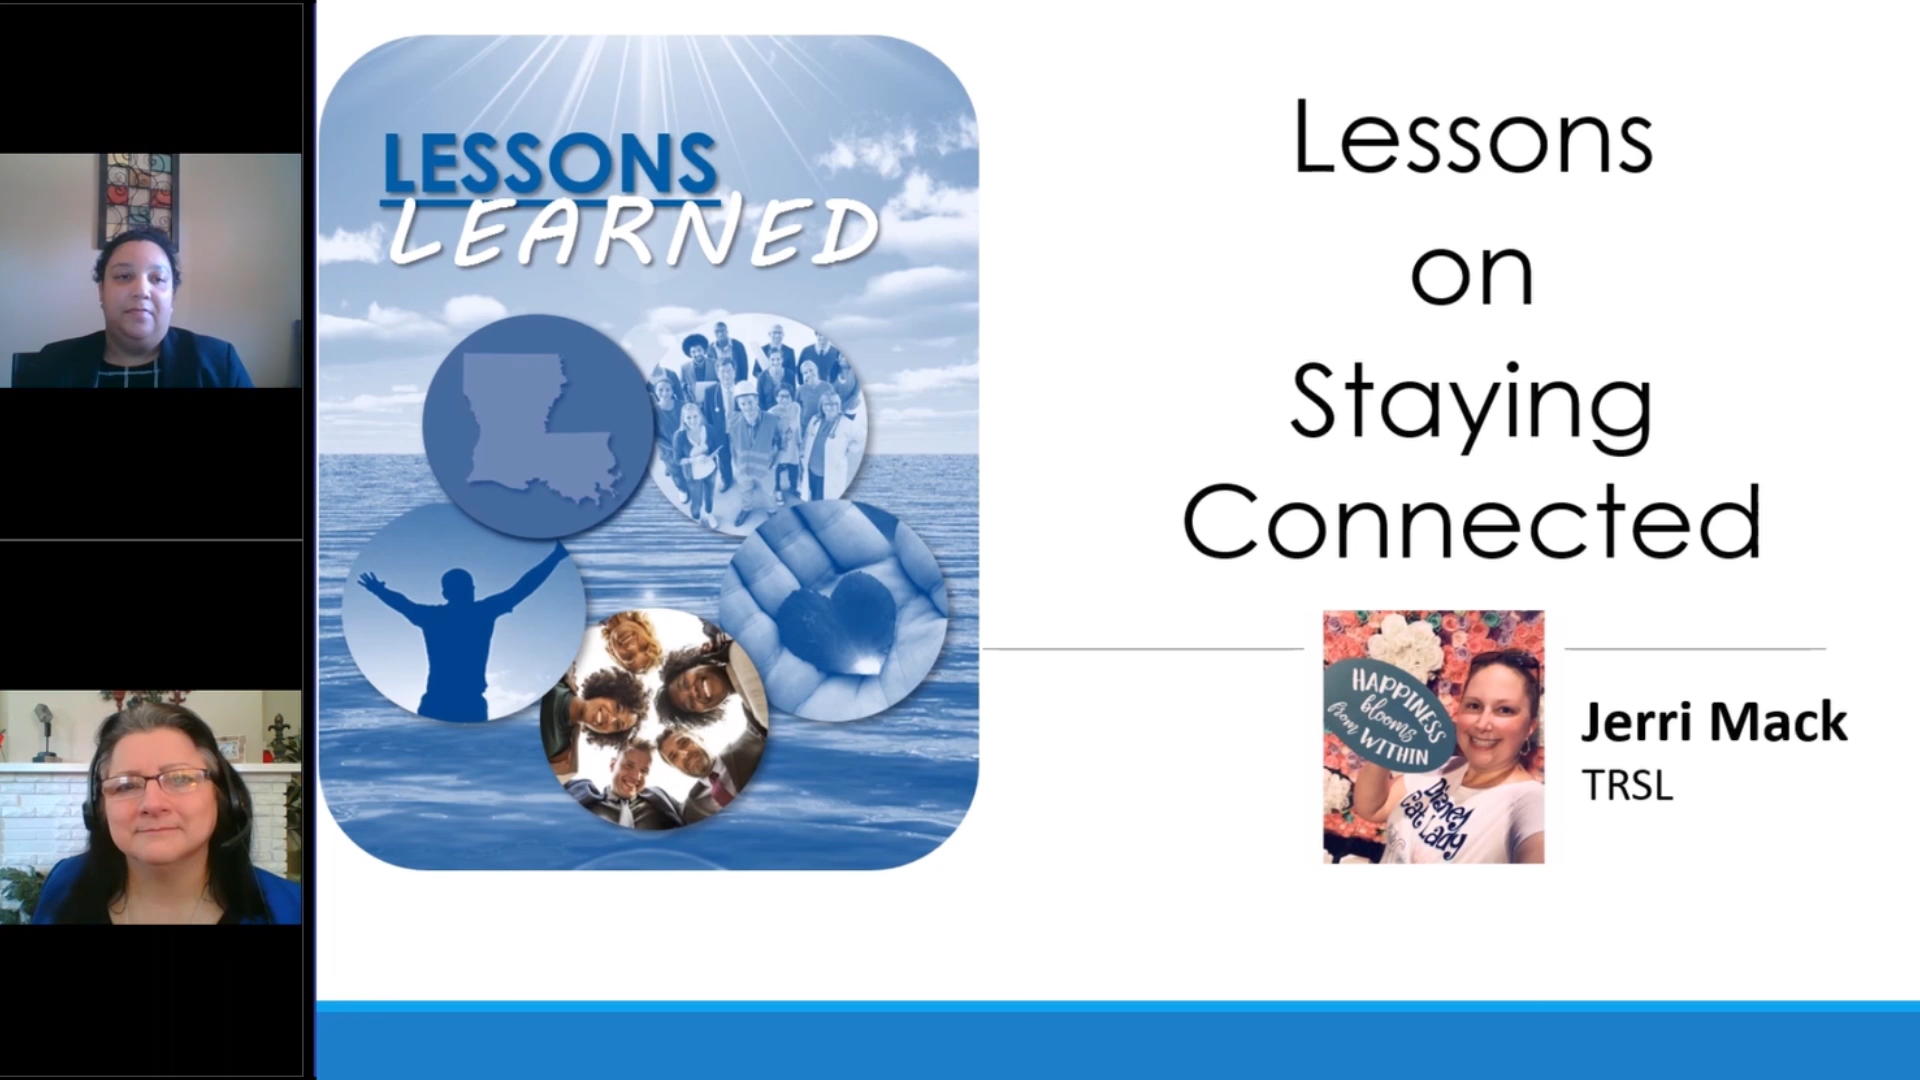 LESSONS
LEARNED
Lessons
on
Staying
Connected
HAPPINESS
blooms
from WITHIN
Disney
Cat Lady
Jerri Mack
TRSL